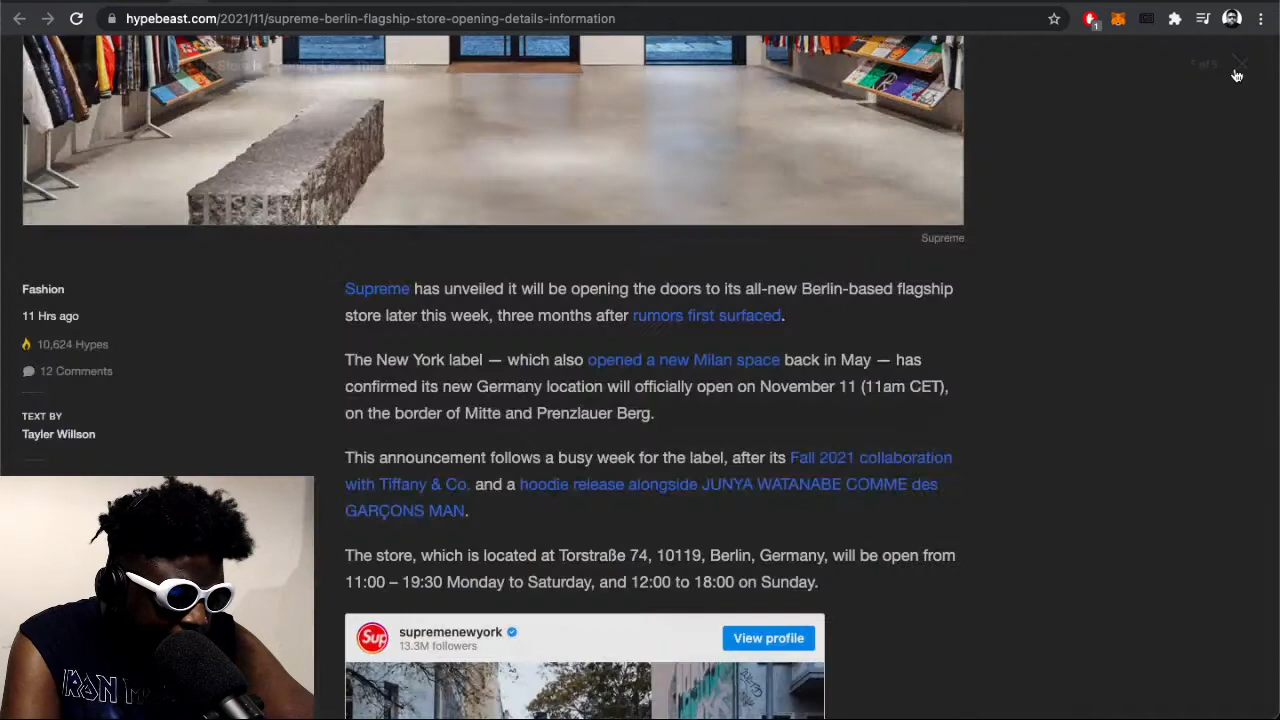 hypebeast.com/2021/11/supreme-berlin-flagship-store-opening-details-information
1
Supreme
Fashion
11 Hrs ago
10,624 Hypes
12 Comments
TEXT BY
Tayler Willson
Supreme has unveiled it will be opening the doors to its all-new Berlin-based flagship
store later this week, three months after rumors first surfaced.
The New York label — which also opened a new Milan space back in May — has
confirmed its new Germany location will officially open on November 11 (11am CET),
on the border of Mitte and Prenzlauer Berg.
This announcement follows a busy week for the label, after its Fall 2021 collaboration
with Tiffany & Co. and a hoodie release alongside JUNYA WATANABE COMME des
GARÇONS MAN.
The store, which is located at Torstraße 74, 10119, Berlin, Germany, will be open from
11:00 – 19:30 Monday to Saturday, and 12:00 to 18:00 on Sunday.
Sup
supremenewyork
13.3M followers
View profile